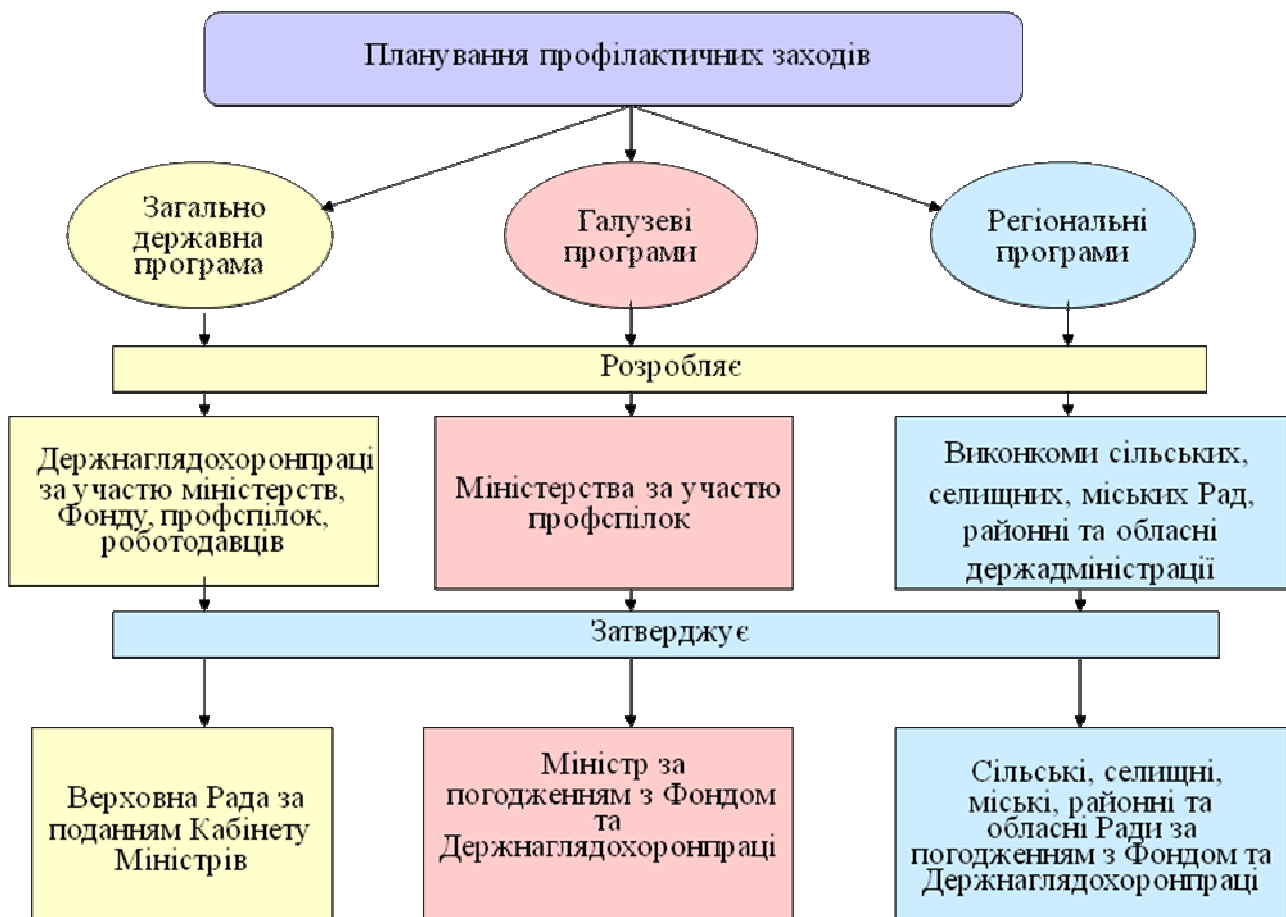 Планування профілактичних заходів
Загально
державна
програма
Галузеві
програми
Регіональні
програми
Розробляє
Держнаглядохоронпраці
за участю міністерств,
Фонду, профспілок,
роботодавців
Міністерства за участю
профспілок
Виконкоми сільських,
селищних, міських Рад,
районні та обласні
держадміністрації
Затверджує
Верховна Рада за
поданням Кабінету
Міністрів
Міністр за
погодженням з Фондом
та
Держнаглядохоронпраці
Сільські, селищні,
міські, районні та
обласні Ради за
погодженням з Фондом та
Держнаглядохоронпраці